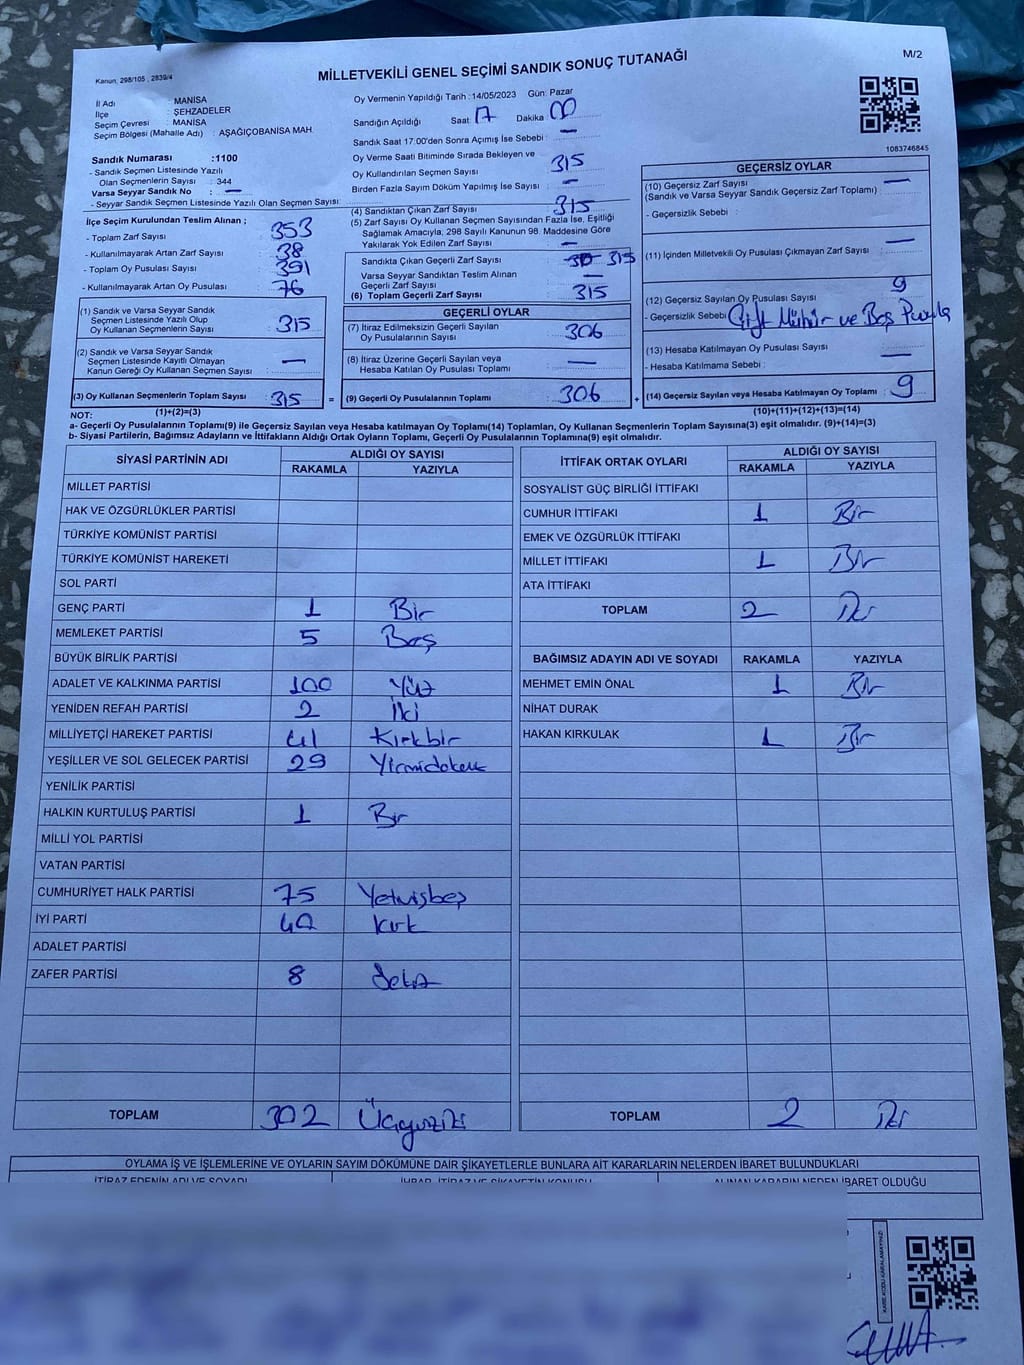 M/2
Kanun, 298/105 , 2839/4
MİLLETVEKİLİ GENEL SEÇİMİ SANDIK SONUÇ TUTANAĞI
İl Adı : MANİSA
İlçe : ŞEHZADELER
Seçim Çevresi : MANİSA
Seçim Bölgesi (Mahalle Adı) : AŞAĞIÇOBANİSA MAH.
Sandık Numarası :1100
- Sandık Seçmen Listesinde Yazılı
Olan Seçmenlerin Sayısı : 344
Varsa Seyyar Sandık No : —
- Seyyar Sandık Seçmen Listesinde Yazılı Olan Seçmen Sayısı:
İlçe Seçim Kurulundan Teslim Alınan ;
- Toplam Zarf Sayısı : 353
- Kullanılmayarak Artan Zarf Sayısı : 38
- Toplam Oy Pusulası Sayısı : 391
- Kullanılmayarak Artan Oy Pusulası : 76
(1) Sandık ve Varsa Seyyar Sandık
Seçmen Listesinde Yazılı Olup
Oy Kullanan Seçmenlerin Sayısı : 315
(2) Sandık ve Varsa Seyyar Sandık
Seçmen Listesinde Kayıtlı Olmayan
Kanun Gereği Oy Kullanan Seçmen Sayısı : —
(3) Oy Kullanan Seçmenlerin Toplam Sayısı : 315 =
(1)+(2)=(3)
Oy Vermenin Yapıldığı Tarih :14/05/2023 Gün: Pazar
Sandığın Açıldığı Saat: 17 Dakika: 00
Sandık Saat 17:00'den Sonra Açımış İse Sebebi : —
Oy Verme Saati Bitiminde Sırada Bekleyen ve
Oy Kullandırılan Seçmen Sayısı : 315
Birden Fazla Sayım Döküm Yapılmış İse Sayısı : —
(4) Sandıktan Çıkan Zarf Sayısı : 315
(5) Zarf Sayısı Oy Kullanan Seçmen Sayısından Fazla İse, Eşitliği
Sağlamak Amacıyla; 298 Sayılı Kanunun 98. Maddesine Göre
Yakılarak Yok Edilen Zarf Sayısı : —
Sandıkta Çıkan Geçerli Zarf Sayısı : 315
Varsa Seyyar Sandıktan Teslim Alınan
Geçerli Zarf Sayısı : —
(6) Toplam Geçerli Zarf Sayısı : 315
GEÇERLİ OYLAR
(7) İtiraz Edilmeksizin Geçerli Sayılan
Oy Pusulalarının Sayısı : 306
(8) İtiraz Üzerine Geçerli Sayılan veya
Hesaba Katılan Oy Pusulası Toplamı : —
(9) Geçerli Oy Pusulalarının Toplamı : 306 +
1083746845
GEÇERSİZ OYLAR
(10) Geçersiz Zarf Sayısı
(Sandık ve Varsa Seyyar Sandık Geçersiz Zarf Toplamı) : —
- Geçersizlik Sebebi :
(11) İçinden Milletvekili Oy Pusulası Çıkmayan Zarf Sayısı : —
(12) Geçersiz Sayılan Oy Pusulası Sayısı : 9
- Geçersizlik Sebebi : Çift Mühür ve Boş Pusula
(13) Hesaba Katılmayan Oy Pusulası Sayısı : —
- Hesaba Katılmama Sebebi :
(14) Geçersiz Sayılan veya Hesaba Katılmayan Oy Toplamı : 9
(10)+(11)+(12)+(13)=(14)
NOT:
a- Geçerli Oy Pusulalarının Toplamı(9) ile Geçersiz Sayılan veya Hesaba katılmayan Oy Toplamı(14) Toplamları, Oy Kullanan Seçmenlerin Toplam Sayısına(3) eşit olmalıdır. (9)+(14)=(3)
b- Siyasi Partilerin, Bağımsız Adayların ve İttifakların Aldığı Ortak Oyların Toplamı, Geçerli Oy Pusulalarının Toplamına(9) eşit olmalıdır.
SİYASİ PARTİNİN ADI ALDIĞI OY SAYISI
RAKAMLA YAZIYLA
MİLLET PARTİSİ
HAK VE ÖZGÜRLÜKLER PARTİSİ
TÜRKİYE KOMÜNİST PARTİSİ
TÜRKİYE KOMÜNİST HAREKETİ
SOL PARTİ
GENÇ PARTİ 1 Bir
MEMLEKET PARTİSİ 5 Beş
BÜYÜK BİRLİK PARTİSİ
ADALET VE KALKINMA PARTİSİ 100 Yüz
YENİDEN REFAH PARTİSİ 2 İki
MİLLİYETÇİ HAREKET PARTİSİ 41 Kırkbir
YEŞİLLER VE SOL GELECEK PARTİSİ 29 Yirmidokuz
YENİLİK PARTİSİ
HALKIN KURTULUŞ PARTİSİ 1 Bir
MİLLİ YOL PARTİSİ
VATAN PARTİSİ
CUMHURİYET HALK PARTİSİ 75 Yetmişbeş
İYİ PARTİ 40 Kırk
ADALET PARTİSİ
ZAFER PARTİSİ 8 Sekiz
TOPLAM 302 Üçyüziki
İTTİFAK ORTAK OYLARI ALDIĞI OY SAYISI
RAKAMLA YAZIYLA
SOSYALİST GÜÇ BİRLİĞİ İTTİFAKI
CUMHUR İTTİFAKI 1 Bir
EMEK VE ÖZGÜRLÜK İTTİFAKI
MİLLET İTTİFAKI 1 Bir
ATA İTTİFAKI
TOPLAM 2 İki
BAĞIMSIZ ADAYIN ADI VE SOYADI RAKAMLA YAZIYLA
MEHMET EMİN ÖNAL 1 Bir
NİHAT DURAK
HAKAN KIRKULAK 1 Bir
TOPLAM 2 İki
OYLAMA İŞ VE İŞLEMLERİNE VE OYLARIN SAYIM DÖKÜMÜNE DAİR ŞİKAYETLERLE BUNLARA AİT KARARLARIN NELERDEN İBARET BULUNDUKLARI
İTİRAZ EDENİN ADI VE SOYADI İHBAR, İTİRAZ VE ŞİKAYETİN KONUSU ALINAN KARARIN NEDEN İBARET OLDUĞU
KARE KODU KARALAMAYINIZ!